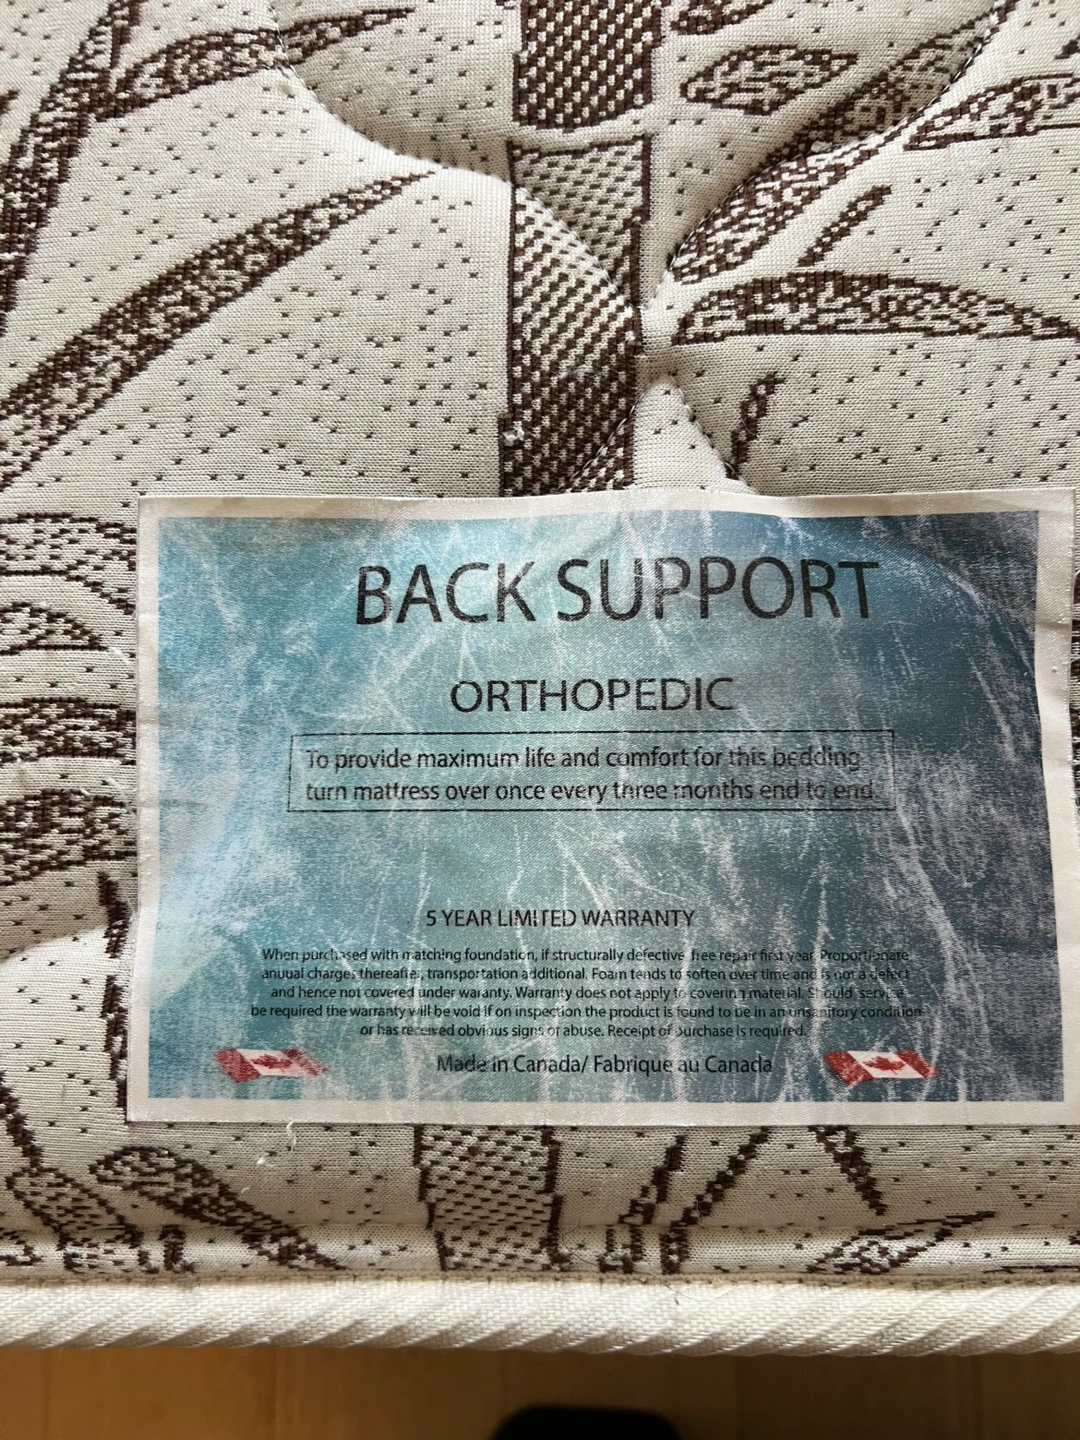 BACK SUPPORT
ORTHOPEDIC
To provide maximum life and comfort for this bedding
turn mattress over once every three months end to end.
5 YEAR LIMITED WARRANTY
When purchased with matching foundation, if structurally defective free repair first year. Proportionate
anuual charges thereafter, transportation additional. Foam tends to soften over time and is not a defect
and hence not covered under waranty. Warranty does not apply to covering material. Should service
be required the warranty will be void if on inspection the product is found to be in an unsanitory condition
or has received obvious signs or abuse. Receipt of purchase is required.
Made in Canada/ Fabrique au Canada